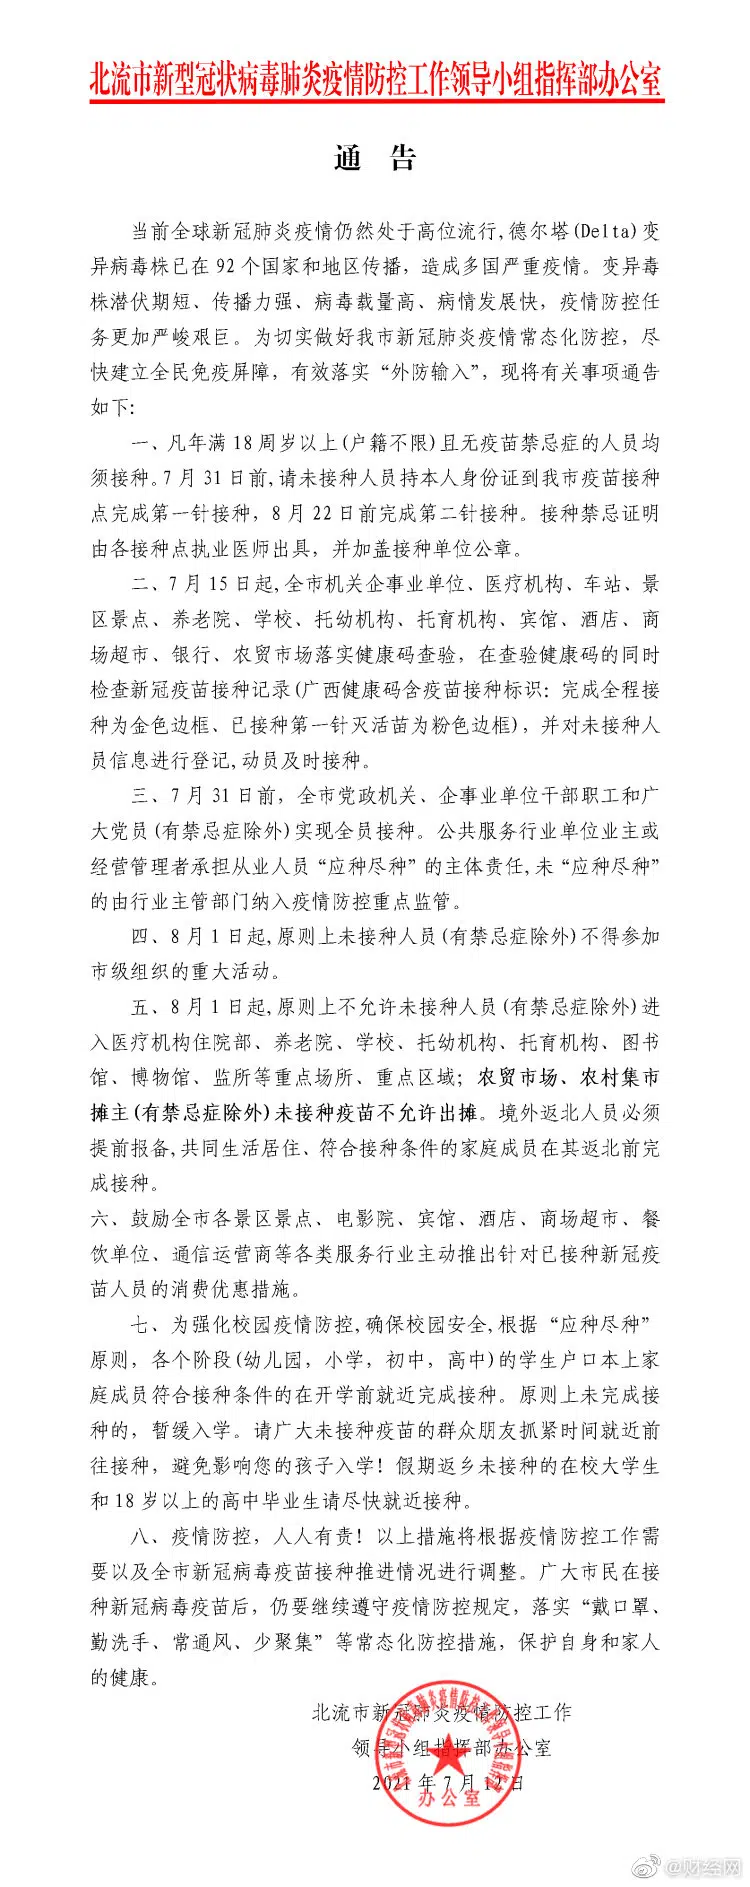 北流市新型冠状病毒肺炎疫情防控工作领导小组指挥部办公室
通 告
当前全球新冠肺炎疫情仍然处于高位流行,德尔塔(Delta)变
异病毒株已在 92 个国家和地区传播，造成多国严重疫情。变异毒
株潜伏期短、传播力强、病毒载量高、病情发展快，疫情防控任
务更加严峻艰巨。为切实做好我市新冠肺炎疫情常态化防控，尽
快建立全民免疫屏障，有效落实“外防输入”，现将有关事项通告
如下:
一、凡年满 18 周岁以上(户籍不限)且无疫苗禁忌症的人员均
须接种。7 月 31 日前,请未接种人员持本人身份证到我市疫苗接种
点完成第一针接种，8 月 22 日前完成第二针接种。接种禁忌证明
由各接种点执业医师出具，并加盖接种单位公章。
二、7 月 15 日起,全市机关企事业单位、医疗机构、车站、景
区景点、养老院、学校、托幼机构、托育机构、宾馆、酒店、商
场超市、银行、农贸市场落实健康码查验，在查验健康码的同时
检查新冠疫苗接种记录(广西健康码含疫苗接种标识：完成全程接
种为金色边框、已接种第一针灭活苗为粉色边框)，并对未接种人
员信息进行登记,动员及时接种。
三、7 月 31 日前，全市党政机关、企事业单位干部职工和广
大党员(有禁忌症除外)实现全员接种。公共服务行业单位业主或
经营管理者承担从业人员“应种尽种”的主体责任,未“应种尽种”
的由行业主管部门纳入疫情防控重点监管。
四、8 月 1 日起,原则上未接种人员(有禁忌症除外)不得参加
市级组织的重大活动。
五、8 月 1 日起,原则上不允许未接种人员(有禁忌症除外)进
入医疗机构住院部、养老院、学校、托幼机构、托育机构、图书
馆、博物馆、监所等重点场所、重点区域；农贸市场、农村集市
摊主(有禁忌症除外)未接种疫苗不允许出摊。境外返北人员必须
提前报备,共同生活居住、符合接种条件的家庭成员在其返北前完
成接种。
六、鼓励全市各景区景点、电影院、宾馆、酒店、商场超市、餐
饮单位、通信运营商等各类服务行业主动推出针对已接种新冠疫
苗人员的消费优惠措施。
七、为强化校园疫情防控,确保校园安全,根据“应种尽种”
原则，各个阶段(幼儿园，小学，初中，高中)的学生户口本上家
庭成员符合接种条件的在开学前就近完成接种。原则上未完成接
种的，暂缓入学。请广大未接种疫苗的群众朋友抓紧时间就近前
往接种，避免影响您的孩子入学！假期返乡未接种的在校大学生
和 18 岁以上的高中毕业生请尽快就近接种。
八、疫情防控，人人有责！以上措施将根据疫情防控工作需
要以及全市新冠病毒疫苗接种推进情况进行调整。广大市民在接
种新冠病毒疫苗后，仍要继续遵守疫情防控规定，落实“戴口罩、
勤洗手、常通风、少聚集”等常态化防控措施，保护自身和家人
的健康。
北流市新冠肺炎疫情防控工作
领导小组指挥部办公室
2021 年 7 月 12 日
办公室
@财经网